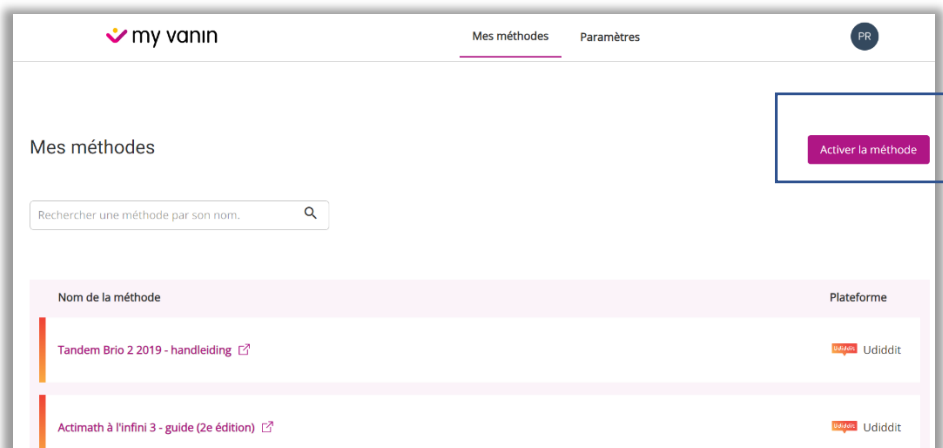 my vanın
Mes méthodes
Paramètres
PR
Mes méthodes
Activer la méthode
Rechercher une méthode par son nom.
Nom de la méthode
Plateforme
Tandem Brio 2 2019 - handleiding
Udiddit Udiddit
Actimath à l'infini 3 - guide (2e édition)
Udiddit Udiddit